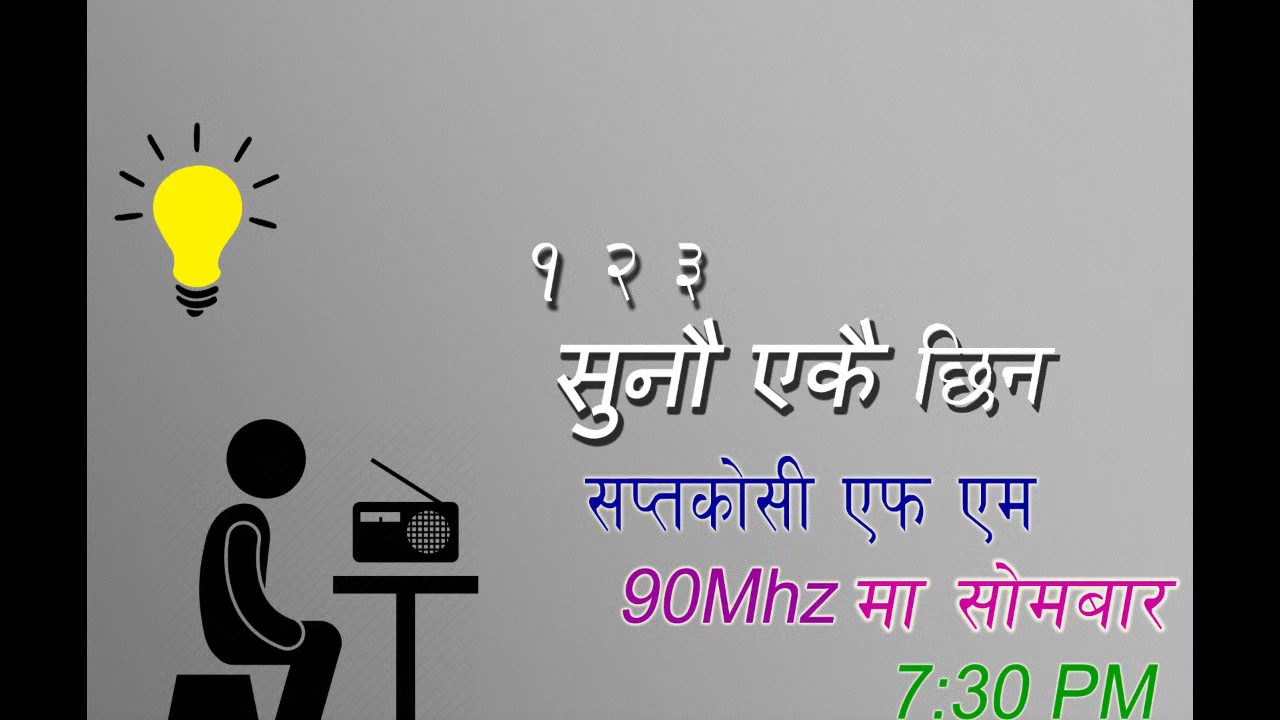 १ २ ३
सुनौ एकै छिन
सप्तकोसी एफ एम
90Mhz मा सोमबार
7:30 PM